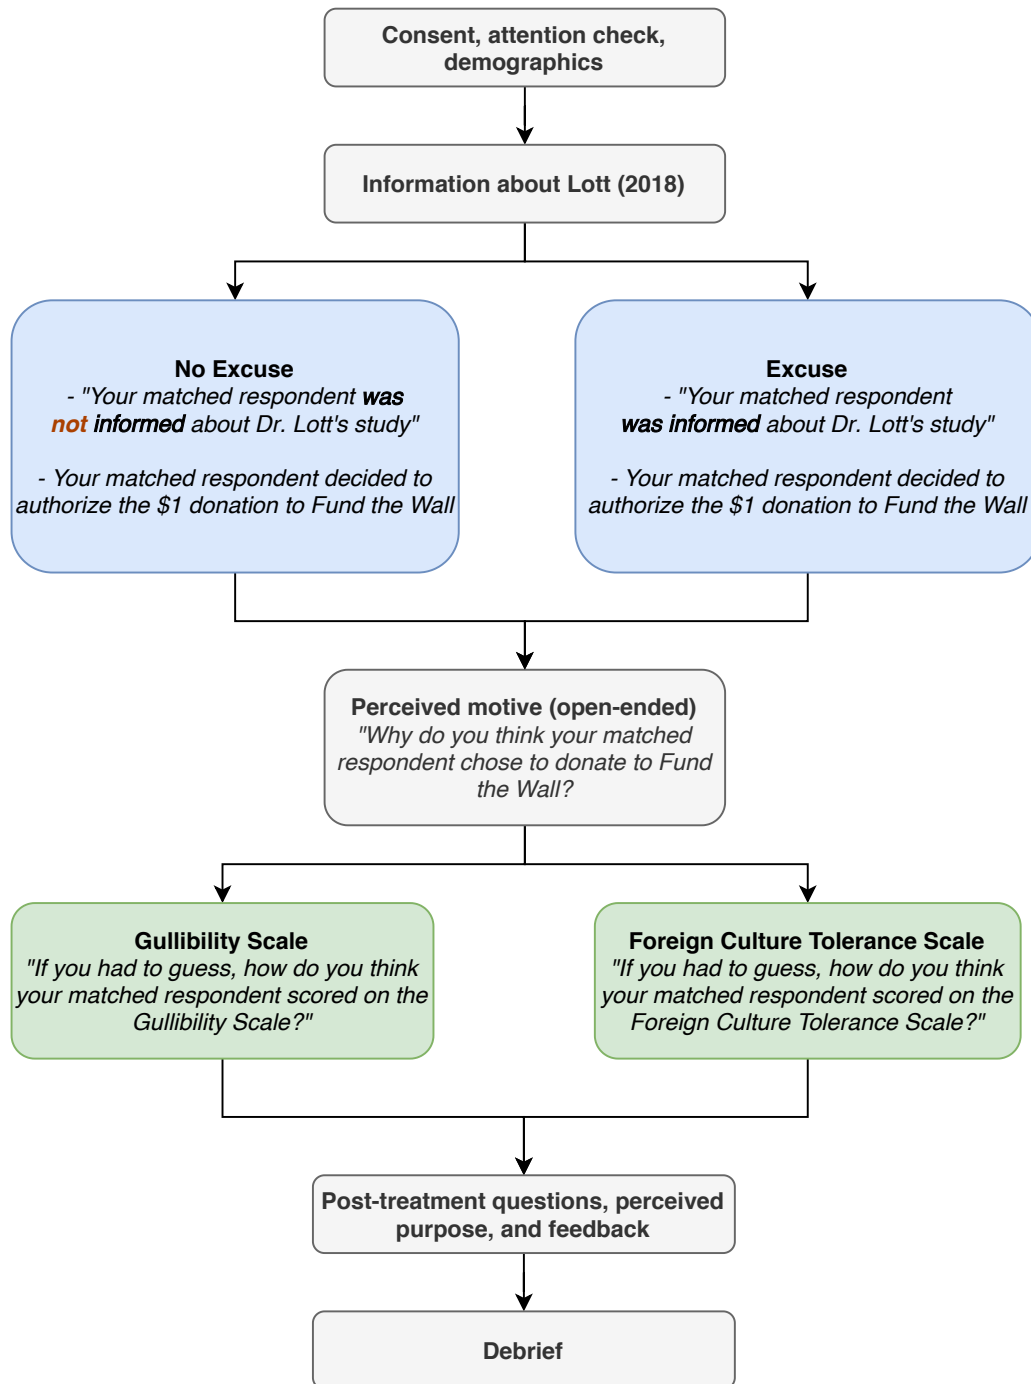 Consent, attention check,
demographics
Information about Lott (2018)
No Excuse
- "Your matched respondent was
not informed about Dr. Lott's study"
- Your matched respondent decided to
authorize the $1 donation to Fund the Wall
Excuse
- "Your matched respondent
was informed about Dr. Lott's study"
- Your matched respondent decided to
authorize the $1 donation to Fund the Wall
Perceived motive (open-ended)
"Why do you think your matched
respondent chose to donate to Fund
the Wall?
Gullibility Scale
"If you had to guess, how do you think
your matched respondent scored on the
Gullibility Scale?"
Foreign Culture Tolerance Scale
"If you had to guess, how do you think
your matched respondent scored on the
Foreign Culture Tolerance Scale?"
Post-treatment questions, perceived
purpose, and feedback
Debrief